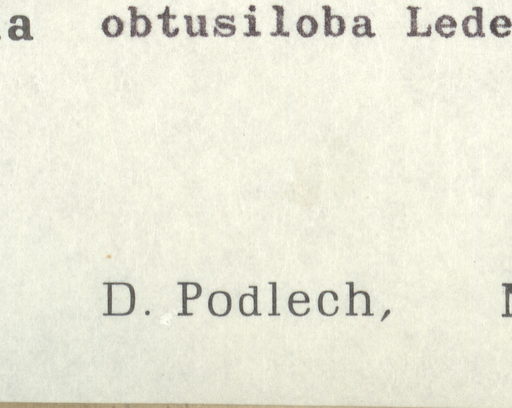 a obtusiloba Lede
D. Podlech,